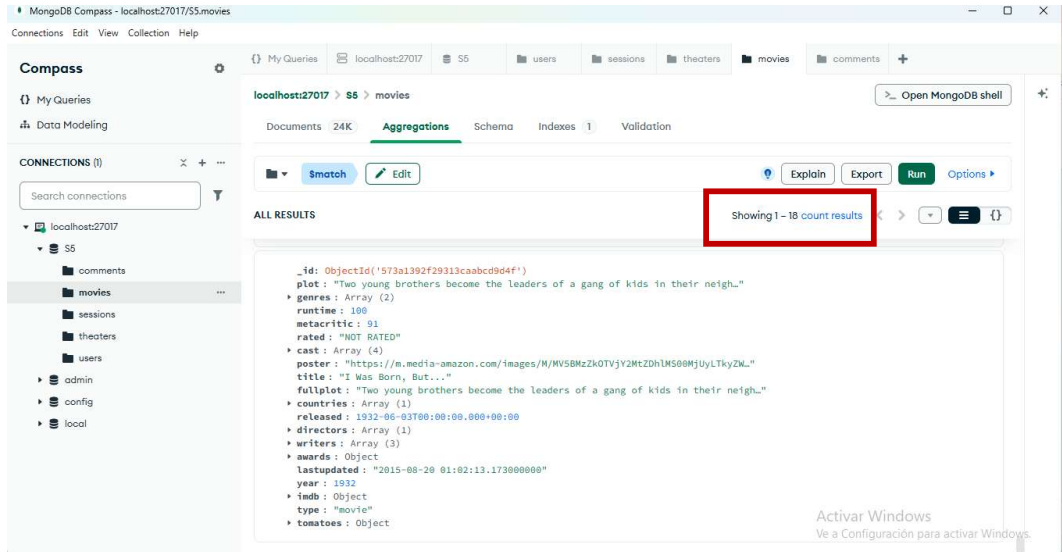 MongoDB Compass - localhost:27017/S5.movies
Connections Edit View Collection Help
Compass
{} My Queries
Data Modeling
CONNECTIONS (1)
Search connections
localhost:27017
S5
comments
movies
sessions
theaters
users
admin
config
local
{} My Queries localhost:27017 S5 users sessions theaters movies comments +
localhost:27017 > S5 > movies
>_ Open MongoDB shell
Documents 24K Aggregations Schema Indexes 1 Validation
$match Edit Explain Export Run Options
ALL RESULTS Showing 1 – 18 count results {}
_id: ObjectId('573a1392f29313caabcd9d4f')
plot : "Two young brothers become the leaders of a gang of kids in their neigh…"
genres : Array (2)
runtime : 100
metacritic : 91
rated : "NOT RATED"
cast : Array (4)
poster : "https://m.media-amazon.com/images/M/MV5BMzZkOTVjY2MtZDhlMS00MjUyLTkyZW…"
title : "I Was Born, But..."
fullplot : "Two young brothers become the leaders of a gang of kids in their neigh…"
countries : Array (1)
released : 1932-06-03T00:00:00.000+00:00
directors : Array (1)
writers : Array (3)
awards : Object
lastupdated : "2015-08-20 01:02:13.173000000"
year : 1932
imdb : Object
type : "movie"
tomatoes : Object
Activar Windows
Ve a Configuración para activar Windows.